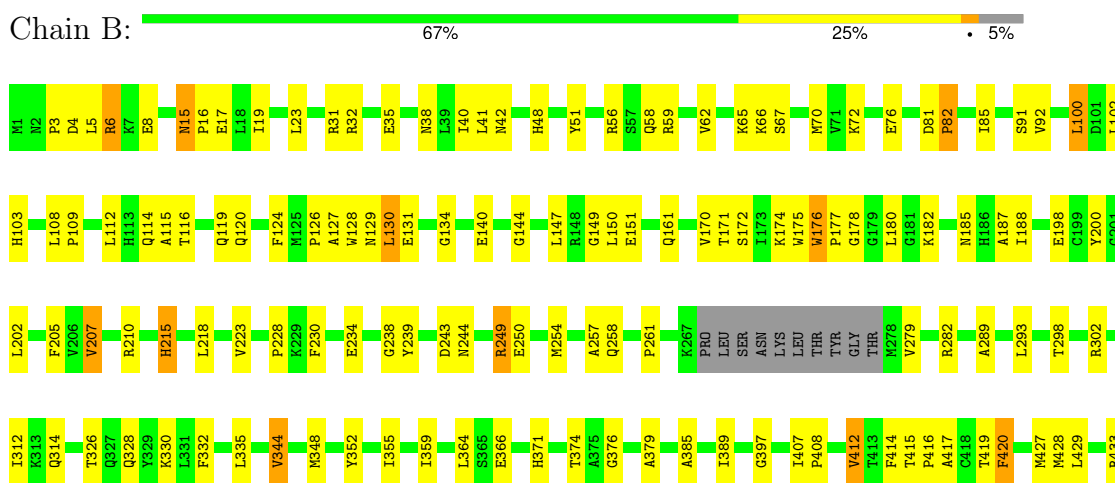 Chain B:
67% 25% • 5%
M1 N2 P3 D4 L5 R6 K7 E8 N15 P16 E17 L18 I19 L23 R31 R32 E35 N38 L39 I40 L41 N42 H48 Y51 R56 S57 Q58 R59 V62 K65 K66 S67 M70 V71 K72 E76 D81 P82 I85 S91 V92 L100 D101
H103 L108 P109 L112 H113 Q114 A115 T116 Q119 Q120 F124 M125 P126 A127 W128 N129 L130 E131 G134 E140 G144 L147 R148 G149 L150 E151 Q161 V170 T171 S172 I173 K174 W175 W176 P177 G178 G179 L180 G181 K182 N185 H186 A187 I188 E198 C199 Y200
L202 F205 V206 V207 R210 H215 L218 V223 P228 K229 F230 E234 G238 Y239 D243 N244 R249 E250 M254 A257 Q258 P261 K267 PRO LEU SER ASN LYS LEU THR TYR GLY THR M278 V279 R282 A289 L293 T298 R302
I312 K313 Q314 T326 Q327 Q328 Y329 K330 L331 F332 L335 V344 M348 Y352 I355 I359 L364 S365 E366 H371 T374 A375 G376 A379 A385 I389 G397 I407 P408 V412 T413 F414 T415 P416 A417 C418 T419 F420 M427 M428 L429